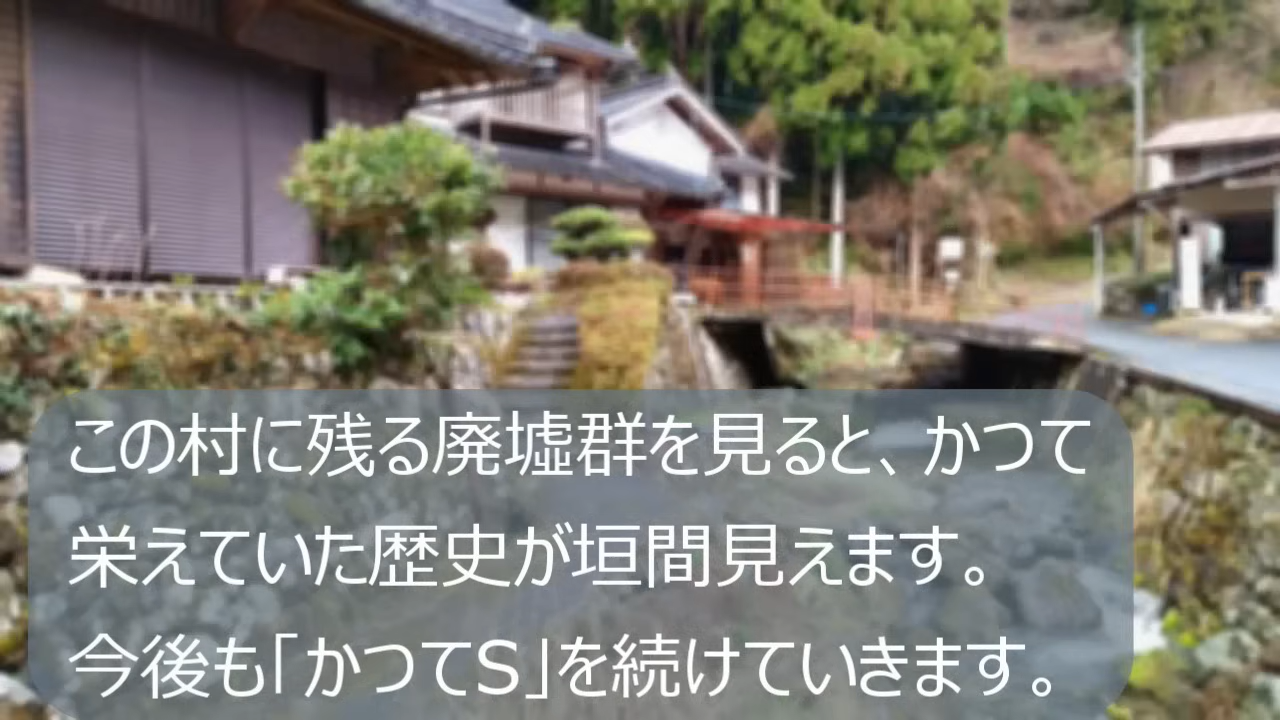 この村に残る廃墟群を見ると、かつて
栄えていた歴史が垣間見えます。
今後も「かつてS」を続けていきます。